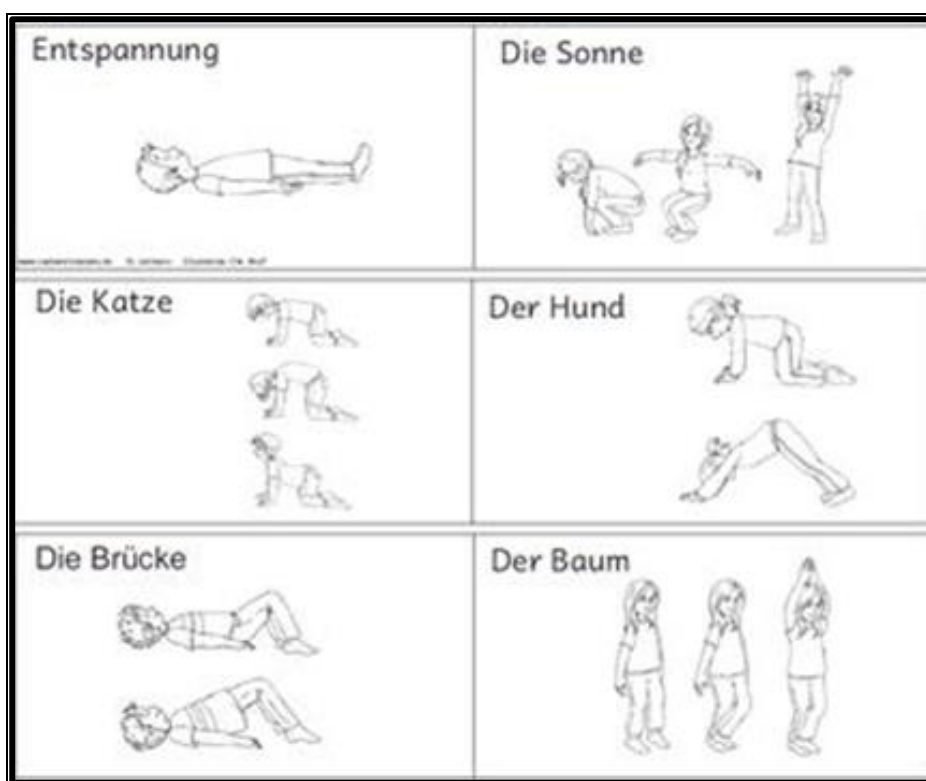 Entspannung
Die Sonne
Die Katze
Der Hund
Die Brücke
Der Baum